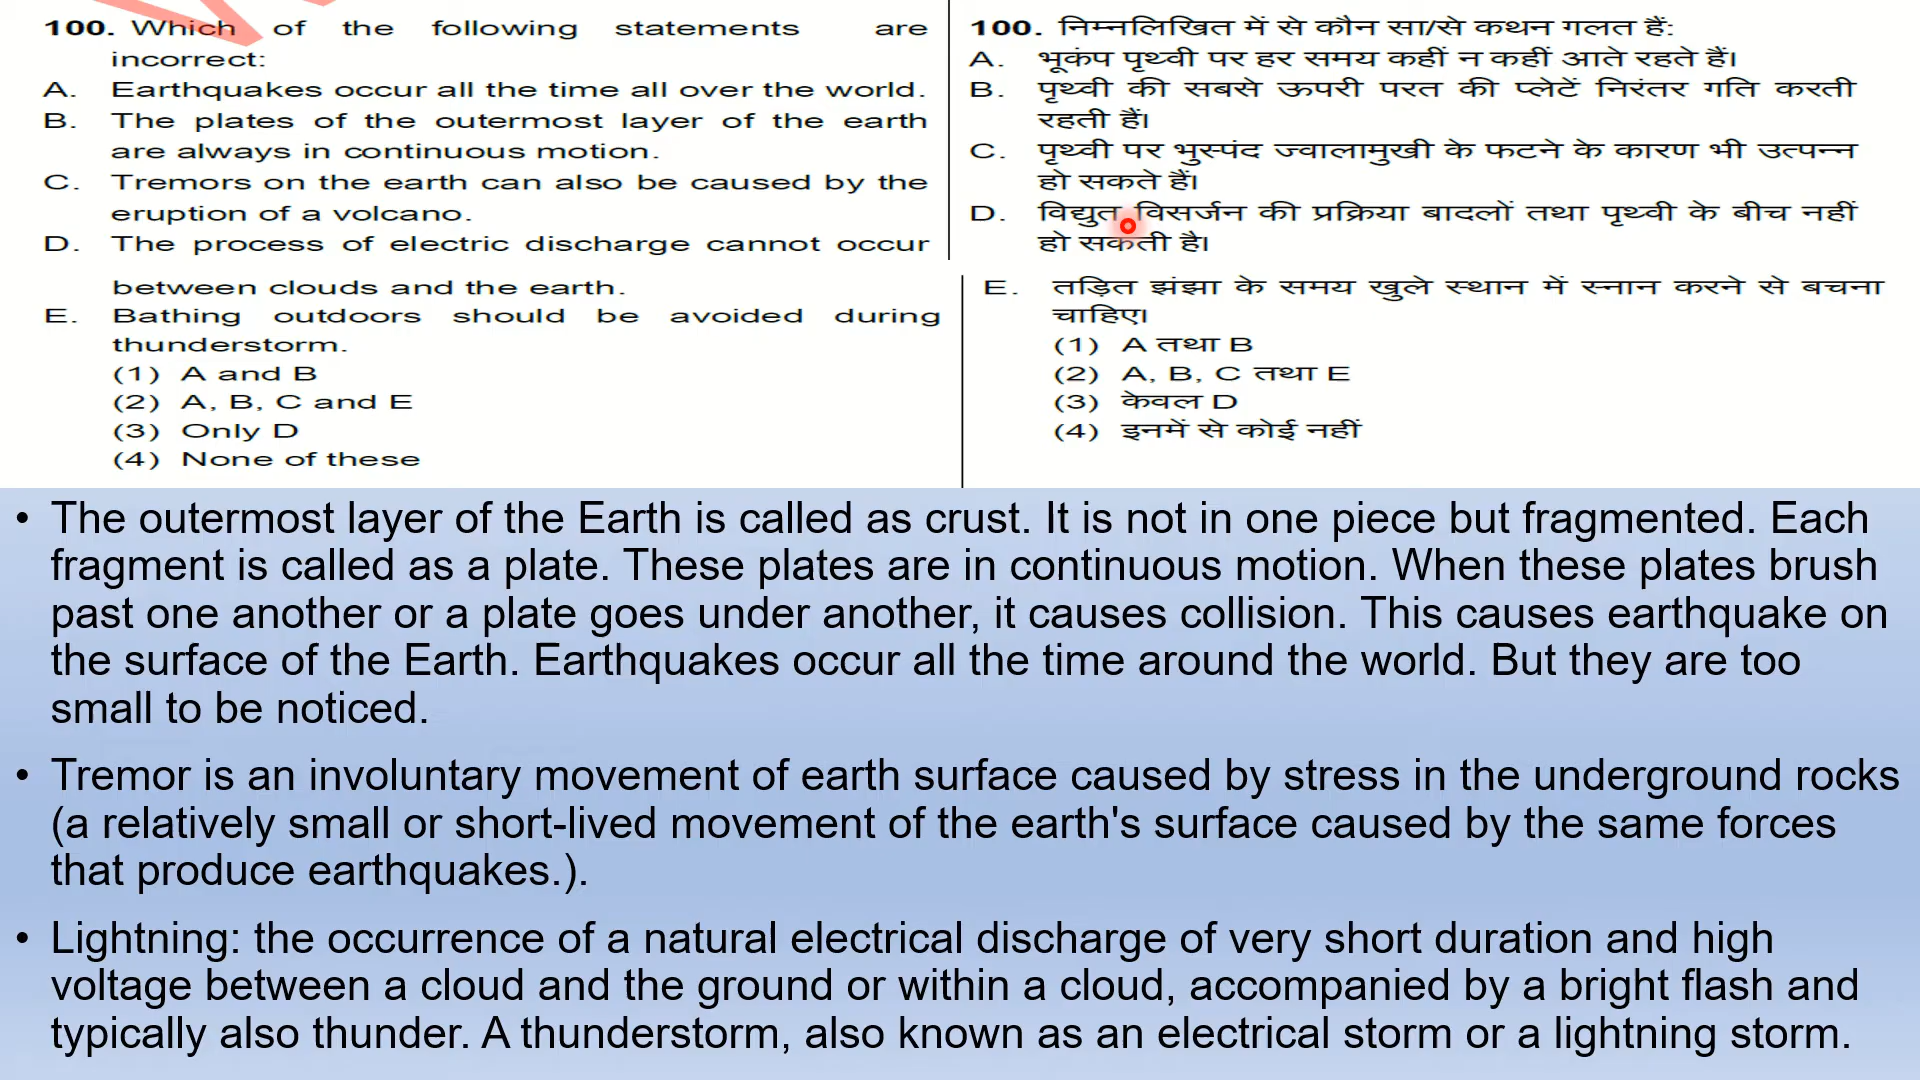 100. Which of the following statements are
incorrect:
A. Earthquakes occur all the time all over the world.
B. The plates of the outermost layer of the earth
are always in continuous motion.
C. Tremors on the earth can also be caused by the
eruption of a volcano.
D. The process of electric discharge cannot occur
between clouds and the earth.
E. Bathing outdoors should be avoided during
thunderstorm.
(1) A and B
(2) A, B, C and E
(3) Only D
(4) None of these
100. निम्नलिखित में से कौन सा/से कथन गलत हैं:
A. भूकंप पृथ्वी पर हर समय कहीं न कहीं आते रहते हैं।
B. पृथ्वी की सबसे ऊपरी परत की प्लेटें निरंतर गति करती
रहती हैं।
C. पृथ्वी पर भुस्पंद ज्वालामुखी के फटने के कारण भी उत्पन्न
हो सकते हैं।
D. विद्युत विसर्जन की प्रक्रिया बादलों तथा पृथ्वी के बीच नहीं
हो सकती है।
E. तड़ित झंझा के समय खुले स्थान में स्नान करने से बचना
चाहिए।
(1) A तथा B
(2) A, B, C तथा E
(3) केवल D
(4) इनमें से कोई नहीं
• The outermost layer of the Earth is called as crust. It is not in one piece but fragmented. Each
fragment is called as a plate. These plates are in continuous motion. When these plates brush
past one another or a plate goes under another, it causes collision. This causes earthquake on
the surface of the Earth. Earthquakes occur all the time around the world. But they are too
small to be noticed.
• Tremor is an involuntary movement of earth surface caused by stress in the underground rocks
(a relatively small or short-lived movement of the earth's surface caused by the same forces
that produce earthquakes.).
• Lightning: the occurrence of a natural electrical discharge of very short duration and high
voltage between a cloud and the ground or within a cloud, accompanied by a bright flash and
typically also thunder. A thunderstorm, also known as an electrical storm or a lightning storm.